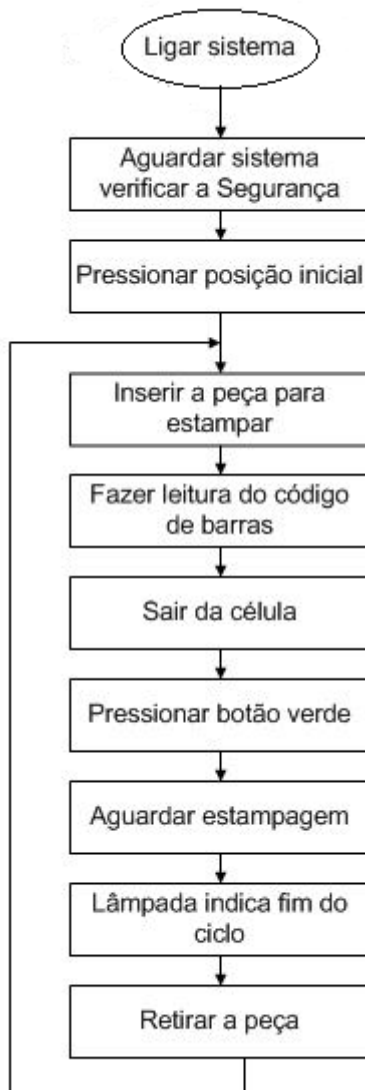 Ligar sistema
Aguardar sistema
verificar a Segurança
Pressionar posição inicial
Inserir a peça para
estampar
Fazer leitura do código
de barras
Sair da célula
Pressionar botão verde
Aguardar estampagem
Lâmpada indica fim do
ciclo
Retirar a peça